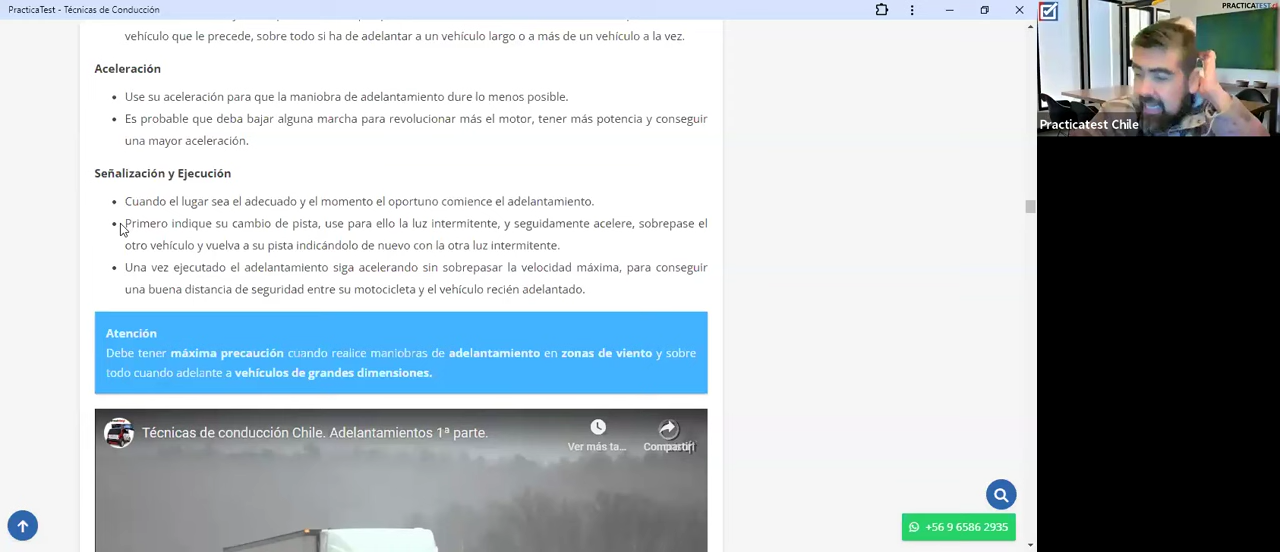 PracticaTest - Técnicas de Conducción
PRACTICATEST
vehículo que le precede, sobre todo si ha de adelantar a un vehículo largo o a más de un vehículo a la vez.
Aceleración
• Use su aceleración para que la maniobra de adelantamiento dure lo menos posible.
• Es probable que deba bajar alguna marcha para revolucionar más el motor, tener más potencia y conseguir
una mayor aceleración.
Practicatest Chile
Señalización y Ejecución
• Cuando el lugar sea el adecuado y el momento el oportuno comience el adelantamiento.
• Primero indique su cambio de pista, use para ello la luz intermitente, y seguidamente acelere, sobrepase el
otro vehículo y vuelva a su pista indicándolo de nuevo con la otra luz intermitente.
• Una vez ejecutado el adelantamiento siga acelerando sin sobrepasar la velocidad máxima, para conseguir
una buena distancia de seguridad entre su motocicleta y el vehículo recién adelantado.
Atención
Debe tener máxima precaución cuando realice maniobras de adelantamiento en zonas de viento y sobre
todo cuando adelante a vehículos de grandes dimensiones.
Técnicas de conducción Chile. Adelantamientos 1ª parte.
Ver más ta...
Compartir
+56 9 6586 2935